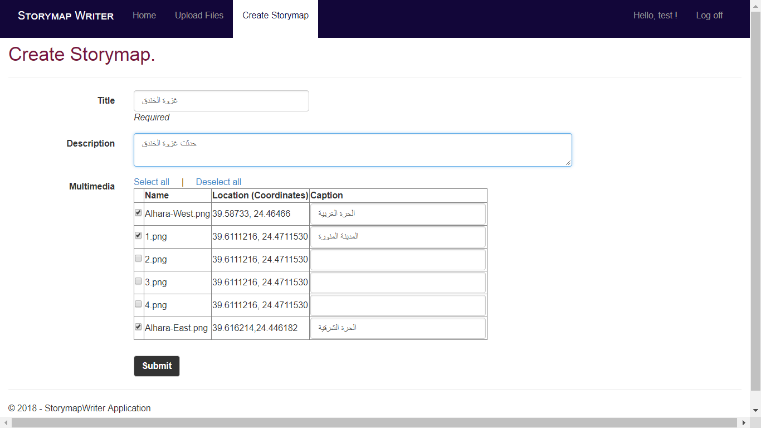 Storymap Writer Home Upload Files Create Storymap Hello, test ! Log off
Create Storymap.
Title غزوة الخندق
Required
Description حدثت غزوة الخندق
Multimedia Select all | Deselect all
Name Location (Coordinates) Caption
Alhara-West.png 39.58733, 24.46466 الحرة الغربية
1.png 39.6111216, 24.4711530 المدينة المنورة
2.png 39.6111216, 24.4711530
3.png 39.6111216, 24.4711530
4.png 39.6111216, 24.4711530
Alhara-East.png 39.616214,24.446182 الحرة الشرقية
Submit
© 2018 - StorymapWriter Application